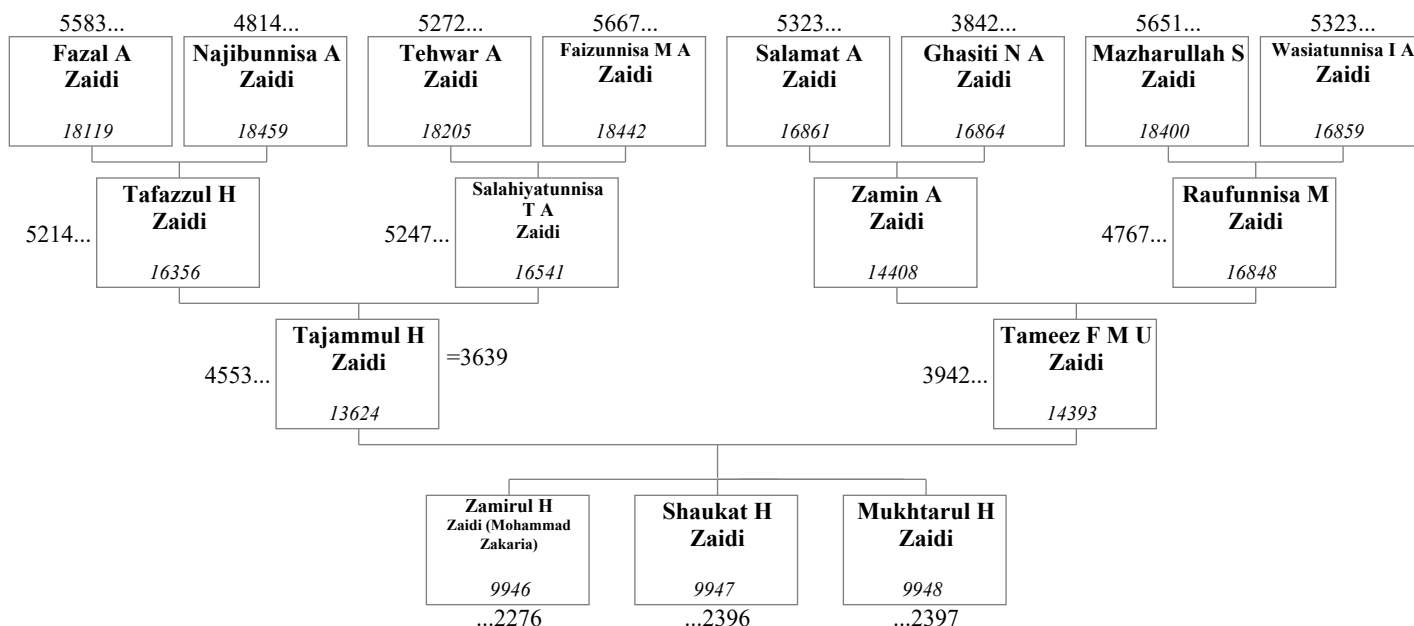 5583... 4814... 5272... 5667... 5323... 3842... 5651... 5323...
Fazal A
Zaidi
18119
Najibunnisa A
Zaidi
18459
Tehwar A
Zaidi
18205
Faizunnisa M A
Zaidi
18442
Salamat A
Zaidi
16861
Ghasiti N A
Zaidi
16864
Mazharullah S
Zaidi
18400
Wasiatunnisa I A
Zaidi
16859
5214...
Tafazzul H
Zaidi
16356
5247...
Salahiyatunnisa
T A
Zaidi
16541
Zamin A
Zaidi
14408
4767...
Raufunnisa M
Zaidi
16848
4553...
Tajammul H
Zaidi
13624
=3639
3942...
Tameez F M U
Zaidi
14393
Zamirul H
Zaidi (Mohammad
Zakaria)
9946
...2276
Shaukat H
Zaidi
9947
...2396
Mukhtarul H
Zaidi
9948
...2397